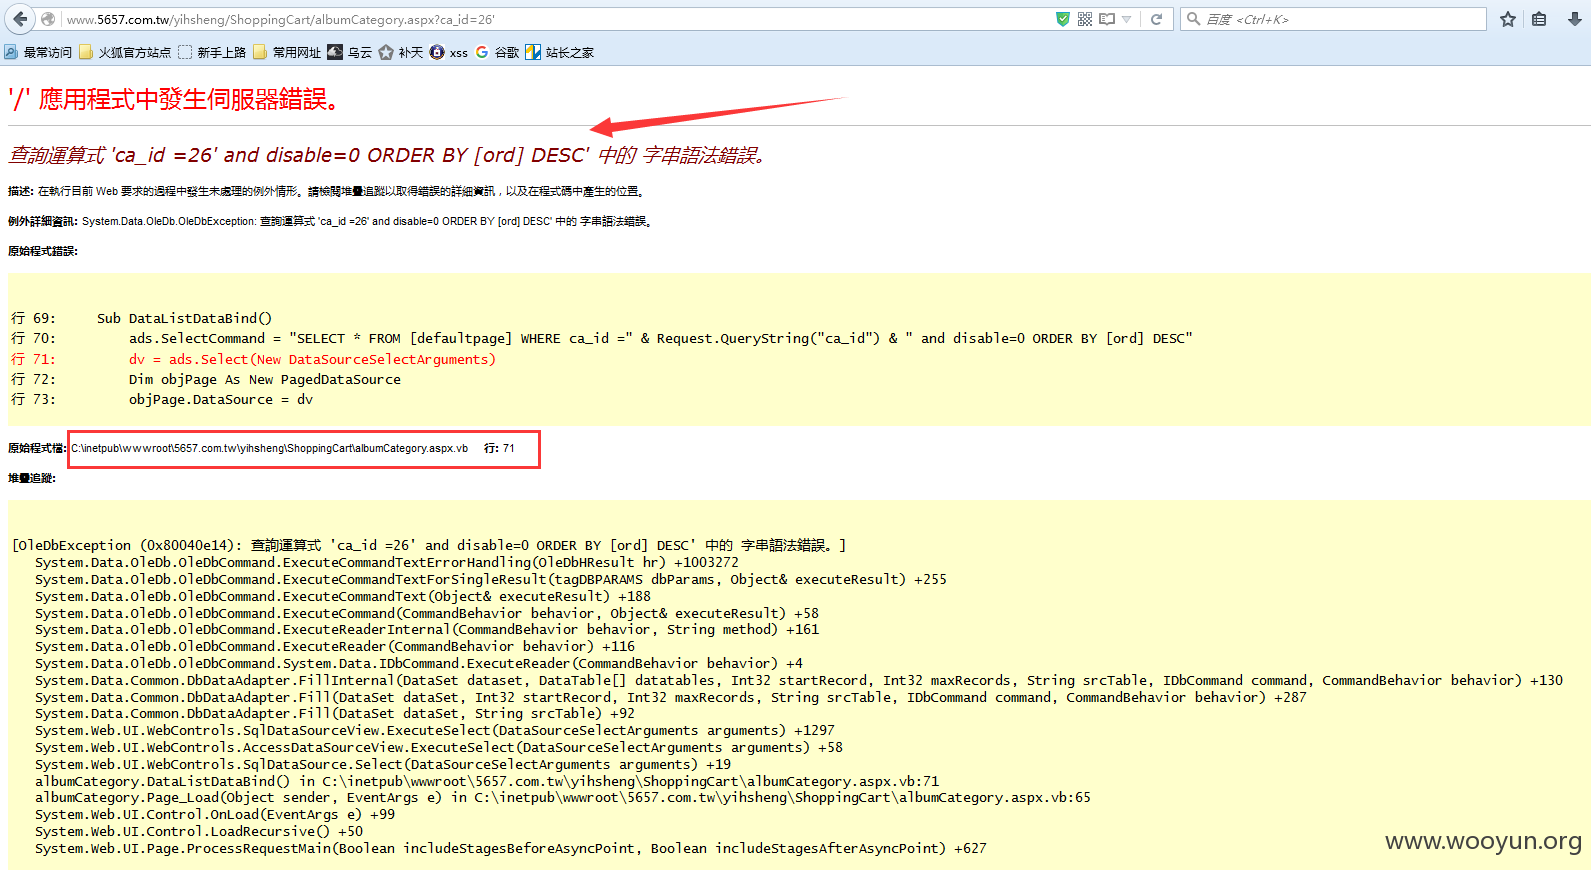 www.5657.com.tw/yihsheng/ShoppingCart/albumCategory.aspx?ca_id=26'
百度 <Ctrl+K>
最常访问 火狐官方站点 新手上路 常用网址 乌云 补天 xss 谷歌 站长之家
'/' 應用程式中發生伺服器錯誤。
查詢運算式 'ca_id =26' and disable=0 ORDER BY [ord] DESC' 中的 字串語法錯誤。
描述: 在執行目前 Web 要求的過程中發生未處理的例外情形。請檢閱堆疊追蹤以取得錯誤的詳細資訊，以及在程式碼中產生的位置。
例外詳細資訊: System.Data.OleDb.OleDbException: 查詢運算式 'ca_id =26' and disable=0 ORDER BY [ord] DESC' 中的 字串語法錯誤。
原始程式錯誤:
行 69:     Sub DataListDataBind()
行 70:         ads.SelectCommand = "SELECT * FROM [defaultpage] WHERE ca_id =" & Request.QueryString("ca_id") & " and disable=0 ORDER BY [ord] DESC"
行 71:         dv = ads.Select(New DataSourceSelectArguments)
行 72:         Dim objPage As New PagedDataSource
行 73:         objPage.DataSource = dv
原始程式檔: C:\inetpub\wwwroot\5657.com.tw\yihsheng\ShoppingCart\albumCategory.aspx.vb    行: 71
堆疊追蹤:
[OleDbException (0x80040e14): 查詢運算式 'ca_id =26' and disable=0 ORDER BY [ord] DESC' 中的 字串語法錯誤。]
System.Data.OleDb.OleDbCommand.ExecuteCommandTextErrorHandling(OleDbHResult hr) +1003272
System.Data.OleDb.OleDbCommand.ExecuteCommandTextForSingleResult(tagDBPARAMS dbParams, Object& executeResult) +255
System.Data.OleDb.OleDbCommand.ExecuteCommandText(Object& executeResult) +188
System.Data.OleDb.OleDbCommand.ExecuteCommand(CommandBehavior behavior, Object& executeResult) +58
System.Data.OleDb.OleDbCommand.ExecuteReaderInternal(CommandBehavior behavior, String method) +161
System.Data.OleDb.OleDbCommand.ExecuteReader(CommandBehavior behavior) +116
System.Data.OleDb.OleDbCommand.System.Data.IDbCommand.ExecuteReader(CommandBehavior behavior) +4
System.Data.Common.DbDataAdapter.FillInternal(DataSet dataset, DataTable[] datatables, Int32 startRecord, Int32 maxRecords, String srcTable, IDbCommand command, CommandBehavior behavior) +130
System.Data.Common.DbDataAdapter.Fill(DataSet dataSet, Int32 startRecord, Int32 maxRecords, String srcTable, IDbCommand command, CommandBehavior behavior) +287
System.Data.Common.DbDataAdapter.Fill(DataSet dataSet, String srcTable) +92
System.Web.UI.WebControls.SqlDataSourceView.ExecuteSelect(DataSourceSelectArguments arguments) +1297
System.Web.UI.WebControls.AccessDataSourceView.ExecuteSelect(DataSourceSelectArguments arguments) +58
System.Web.UI.WebControls.SqlDataSource.Select(DataSourceSelectArguments arguments) +19
albumCategory.DataListDataBind() in C:\inetpub\wwwroot\5657.com.tw\yihsheng\ShoppingCart\albumCategory.aspx.vb:71
albumCategory.Page_Load(Object sender, EventArgs e) in C:\inetpub\wwwroot\5657.com.tw\yihsheng\ShoppingCart\albumCategory.aspx.vb:65
System.Web.UI.Control.OnLoad(EventArgs e) +99
System.Web.UI.Control.LoadRecursive() +50
System.Web.UI.Page.ProcessRequestMain(Boolean includeStagesBeforeAsyncPoint, Boolean includeStagesAfterAsyncPoint) +627
www.wooyun.org